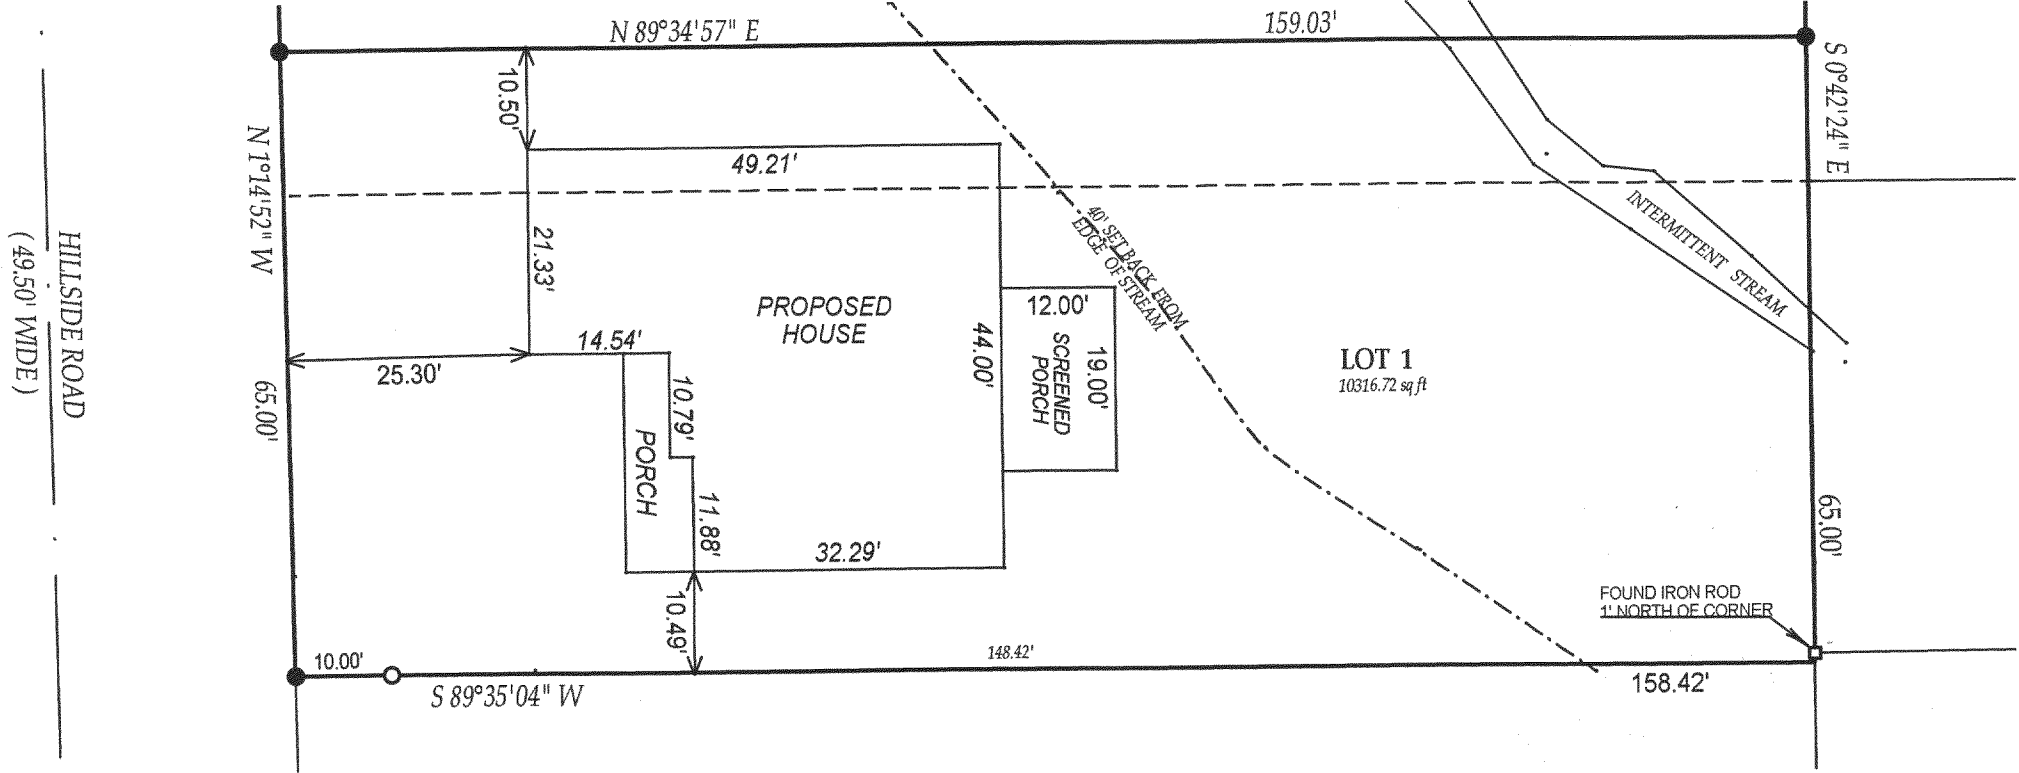 N 89°34'57" E
159.03'
S 0°42'24" E
10.50'
N 1°14'52" W
49.21'
HILLSIDE ROAD
( 49.50' WIDE )
21.33'
40' SET BACK FROM
EDGE OF STREAM
INTERMITTENT STREAM
PROPOSED
HOUSE
12.00'
SCREENED
PORCH
19.00'
44.00'
14.54'
25.30'
10.79'
PORCH
LOT 1
10316.72 sq ft
65.00'
11.88'
32.29'
65.00'
10.49'
FOUND IRON ROD
1' NORTH OF CORNER
10.00'
148.42'
S 89°35'04" W
158.42'